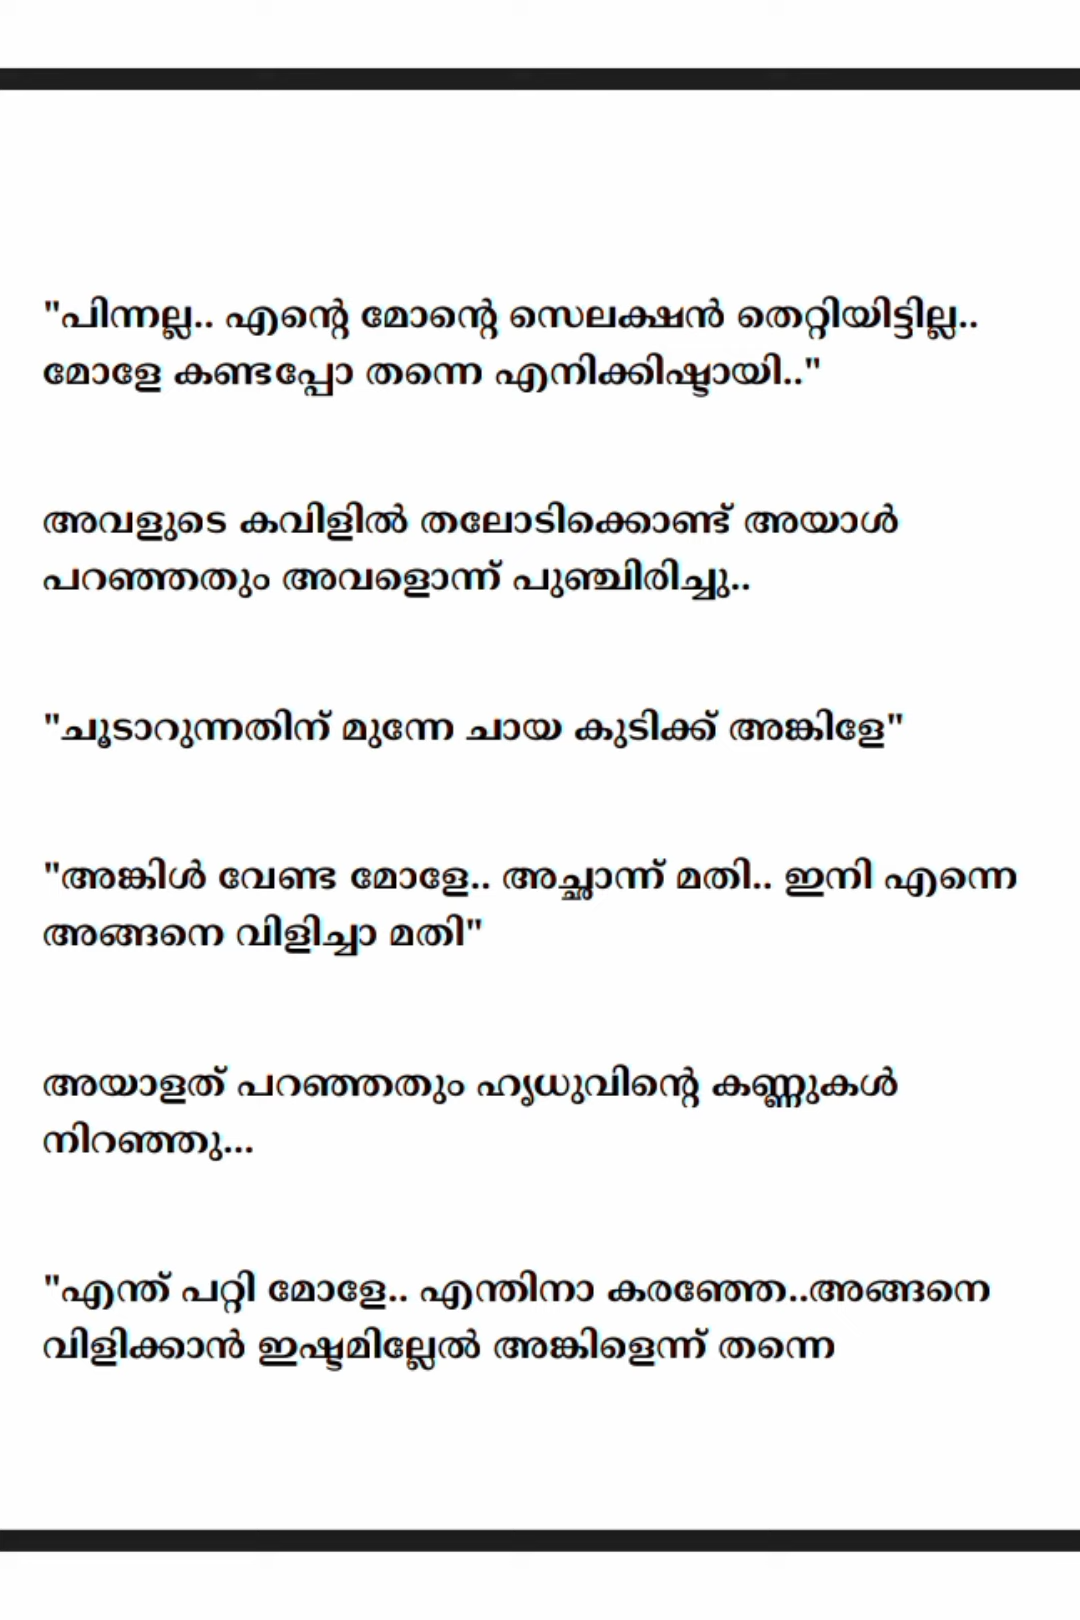 "പിന്നല്ല.. എന്റെ മോന്റെ സെലക്ഷൻ തെറ്റിയിട്ടില്ല..
മോളേ കണ്ടപ്പോ തന്നെ എനിക്കിഷ്ടായി.."
അവളുടെ കവിളിൽ തലോടിക്കൊണ്ട് അയാൾ
പറഞ്ഞതും അവളൊന്ന് പുഞ്ചിരിച്ചു..
"ചൂടാറുന്നതിന് മുന്നേ ചായ കുടിക്ക് അങ്കിളേ"
"അങ്കിൾ വേണ്ട മോളേ.. അച്ഛാന്ന് മതി.. ഇനി എന്നെ
അങ്ങനെ വിളിച്ചാ മതി"
അയാളത് പറഞ്ഞതും ഹൃധുവിന്റെ കണ്ണുകൾ
നിറഞ്ഞു...
"എന്ത് പറ്റി മോളേ.. എന്തിനാ കരഞ്ഞേ..അങ്ങനെ
വിളിക്കാൻ ഇഷ്ടമില്ലേൽ അങ്കിളെന്ന് തന്നെ